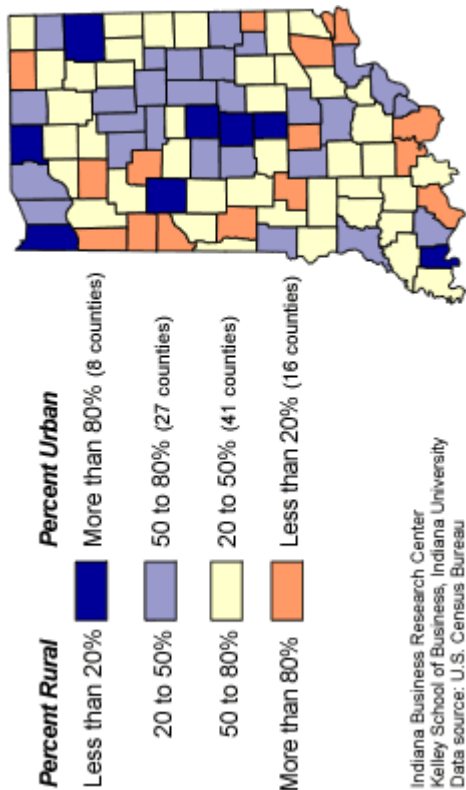 Percent Rural Percent Urban
Less than 20% More than 80% (8 counties)
20 to 50% 50 to 80% (27 counties)
50 to 80% 20 to 50% (41 counties)
More than 80% Less than 20% (16 counties)
Indiana Business Research Center
Kelley School of Business, Indiana University
Data source: U.S. Census Bureau